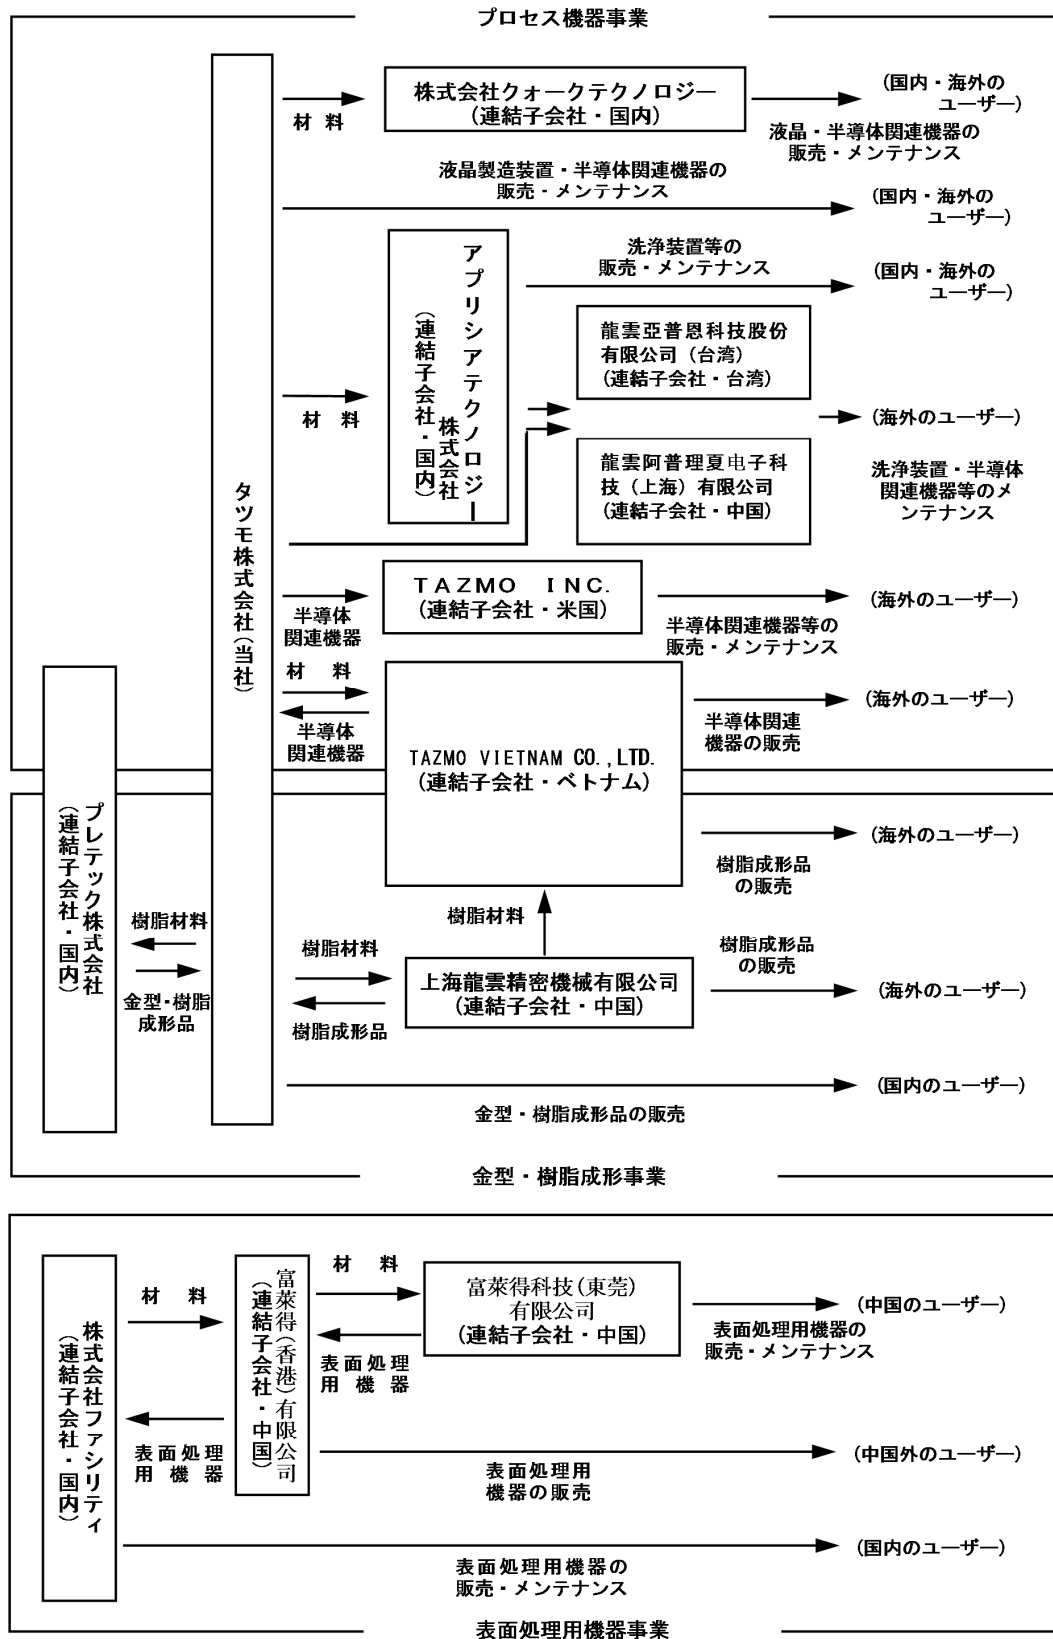 プロセス機器事業
タツモ株式会社(当社)
材 料
株式会社クォークテクノロジー
(連結子会社・国内)
(国内・海外の
ユーザー)
液晶・半導体関連機器の
販売・メンテナンス
液晶製造装置・半導体関連機器の
販売・メンテナンス
(国内・海外の
ユーザー)
アプリシアテクノロジー
株式会社
(連結子会社・国内)
洗浄装置等の
販売・メンテナンス
(国内・海外の
ユーザー)
材 料
龍雲亞普恩科技股份
有限公司(台湾)
(連結子会社・台湾)
(海外のユーザー)
龍雲阿普理夏电子科
技(上海)有限公司
(連結子会社・中国)
洗浄装置・半導体
関連機器等のメ
ンテナンス
TAZMO INC.
(連結子会社・米国)
半導体
関連機器
(海外のユーザー)
半導体関連機器等の
販売・メンテナンス
材 料
半導体
関連機器
TAZMO VIETNAM CO.,LTD.
(連結子会社・ベトナム)
(海外のユーザー)
半導体関連
機器の販売
プレテック株式会社
(連結子会社・国内)
(海外のユーザー)
樹脂成形品
の販売
樹脂材料
金型・樹脂
成形品
樹脂材料
樹脂成形品
樹脂材料
上海龍雲精密機械有限公司
(連結子会社・中国)
樹脂成形品
の販売
(海外のユーザー)
(国内のユーザー)
金型・樹脂成形品の販売
金型・樹脂成形事業
株式会社ファシリティ
(連結子会社・国内)
材 料
表面処理
用機器
富萊得(香港)有限公司
(連結子会社・中国)
材 料
表面処理
用機器
富萊得科技(東莞)
有限公司
(連結子会社・中国)
(中国のユーザー)
表面処理用機器の
販売・メンテナンス
(中国外のユーザー)
表面処理用
機器の販売
(国内のユーザー)
表面処理用機器の
販売・メンテナンス
表面処理用機器事業